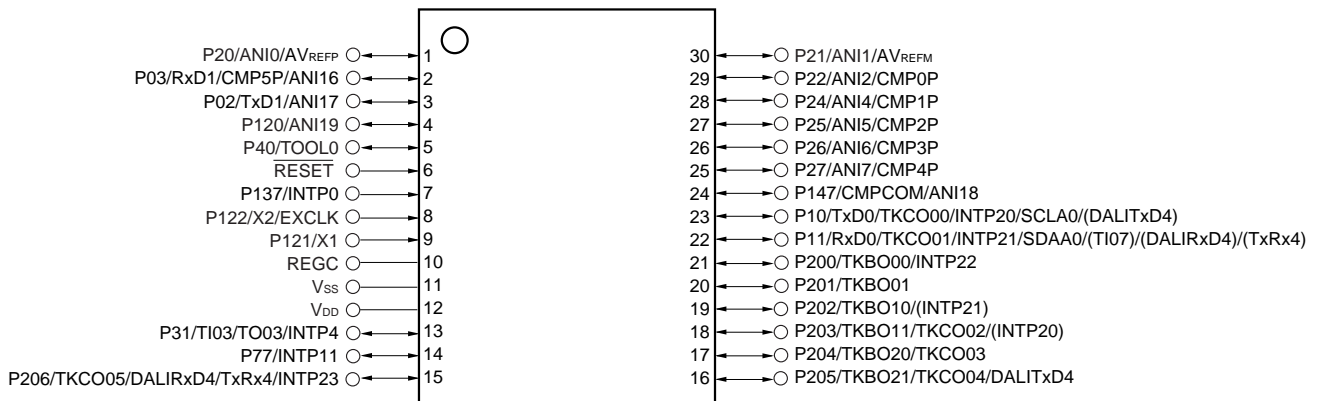 P20/ANI0/AVREFP 1
P03/RxD1/CMP5P/ANI16 2
P02/TxD1/ANI17 3
P120/ANI19 4
P40/TOOL0 5
RESET 6
P137/INTP0 7
P122/X2/EXCLK 8
P121/X1 9
REGC 10
VSS 11
VDD 12
P31/TI03/TO03/INTP4 13
P77/INTP11 14
P206/TKCO05/DALIRxD4/TxRx4/INTP23 15
30 P21/ANI1/AVREFM
29 P22/ANI2/CMP0P
28 P24/ANI4/CMP1P
27 P25/ANI5/CMP2P
26 P26/ANI6/CMP3P
25 P27/ANI7/CMP4P
24 P147/CMPCOM/ANI18
23 P10/TxD0/TKCO00/INTP20/SCLA0/(DALITxD4)
22 P11/RxD0/TKCO01/INTP21/SDAA0/(TI07)/(DALIRxD4)/(TxRx4)
21 P200/TKBO00/INTP22
20 P201/TKBO01
19 P202/TKBO10/(INTP21)
18 P203/TKBO11/TKCO02/(INTP20)
17 P204/TKBO20/TKCO03
16 P205/TKBO21/TKCO04/DALITxD4